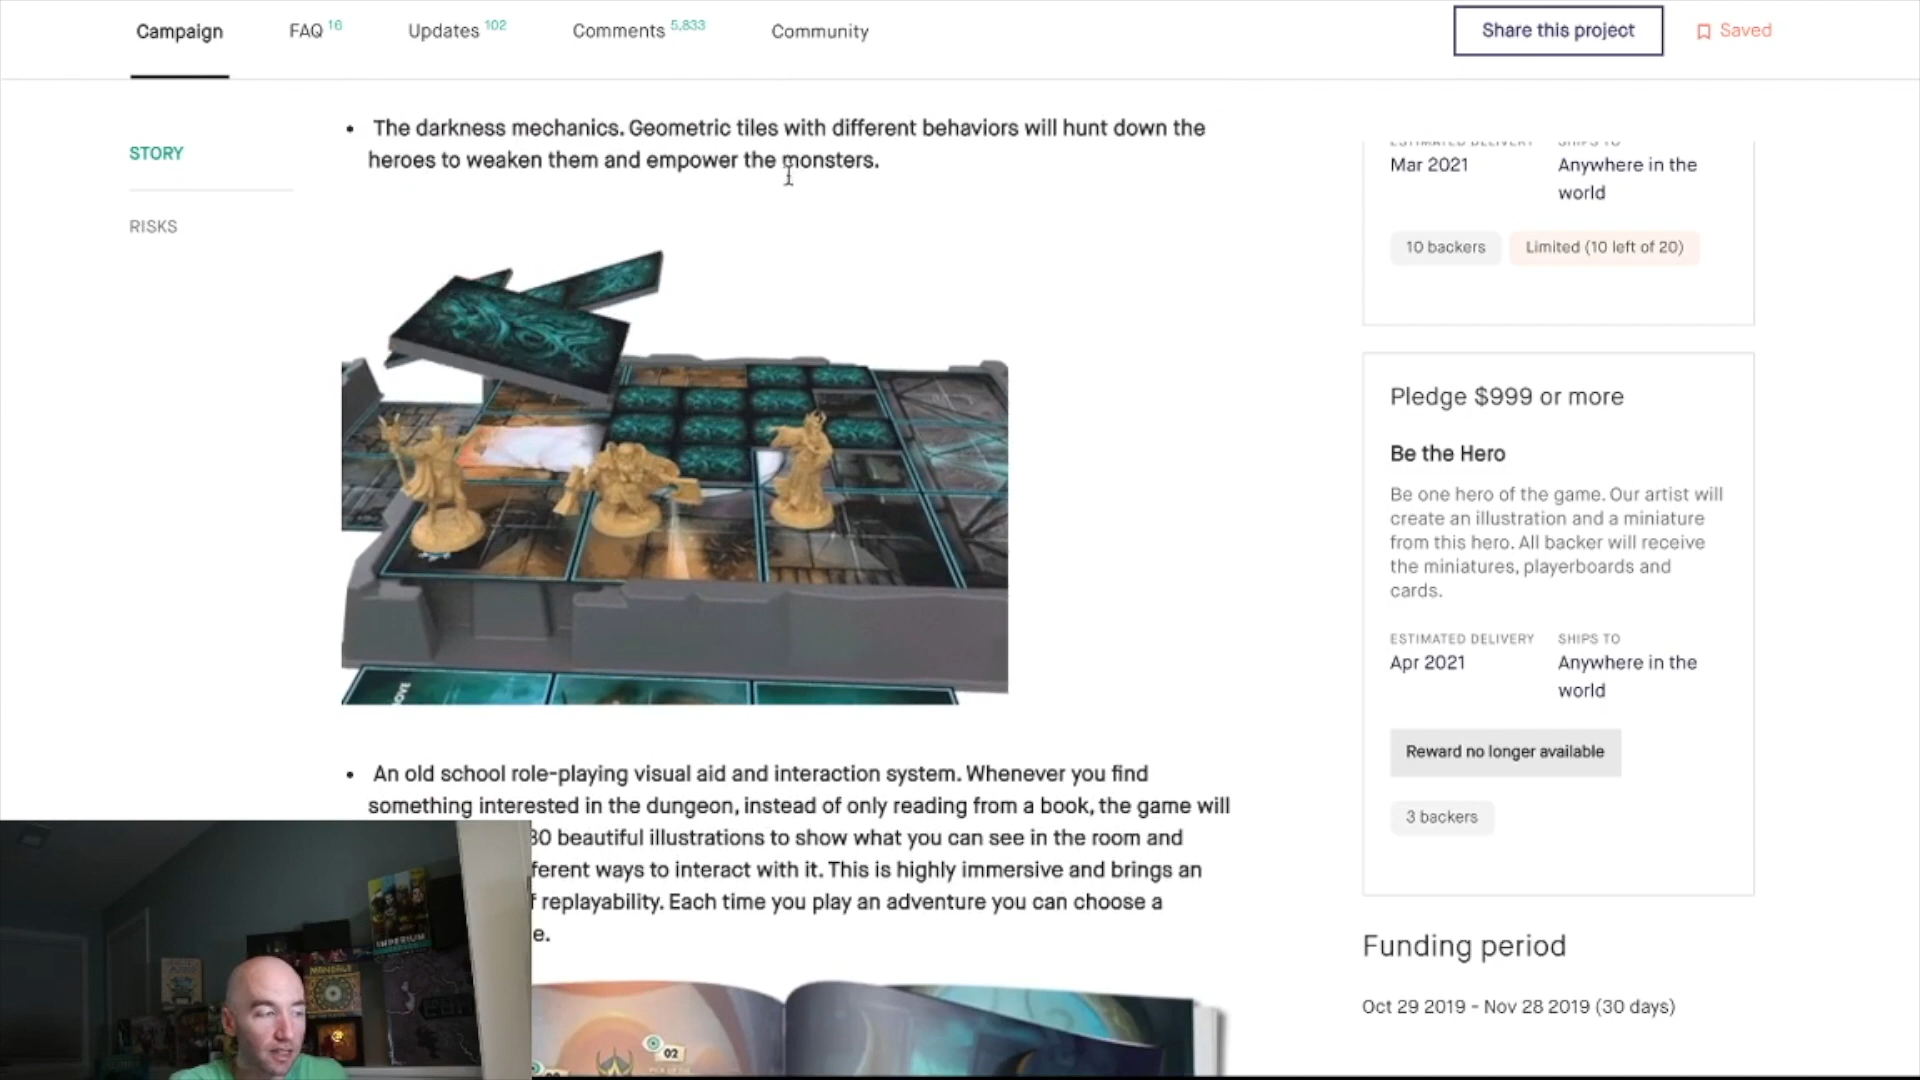 Campaign
FAQ 16
Updates 102
Comments 5,833
Community
Share this project
Saved
STORY
RISKS
• The darkness mechanics. Geometric tiles with different behaviors will hunt down the
heroes to weaken them and empower the monsters.
• An old school role-playing visual aid and interaction system. Whenever you find
something interested in the dungeon, instead of only reading from a book, the game will
30 beautiful illustrations to show what you can see in the room and
ferent ways to interact with it. This is highly immersive and brings an
f replayability. Each time you play an adventure you can choose a
e.
02
IMPERIUM
MANDALA
ESTIMATED DELIVERY SHIPS TO
Mar 2021 Anywhere in the
world
10 backers Limited (10 left of 20)
Pledge $999 or more
Be the Hero
Be one hero of the game. Our artist will
create an illustration and a miniature
from this hero. All backer will receive
the miniatures, playerboards and
cards.
ESTIMATED DELIVERY SHIPS TO
Apr 2021 Anywhere in the
world
Reward no longer available
3 backers
Funding period
Oct 29 2019 - Nov 28 2019 (30 days)